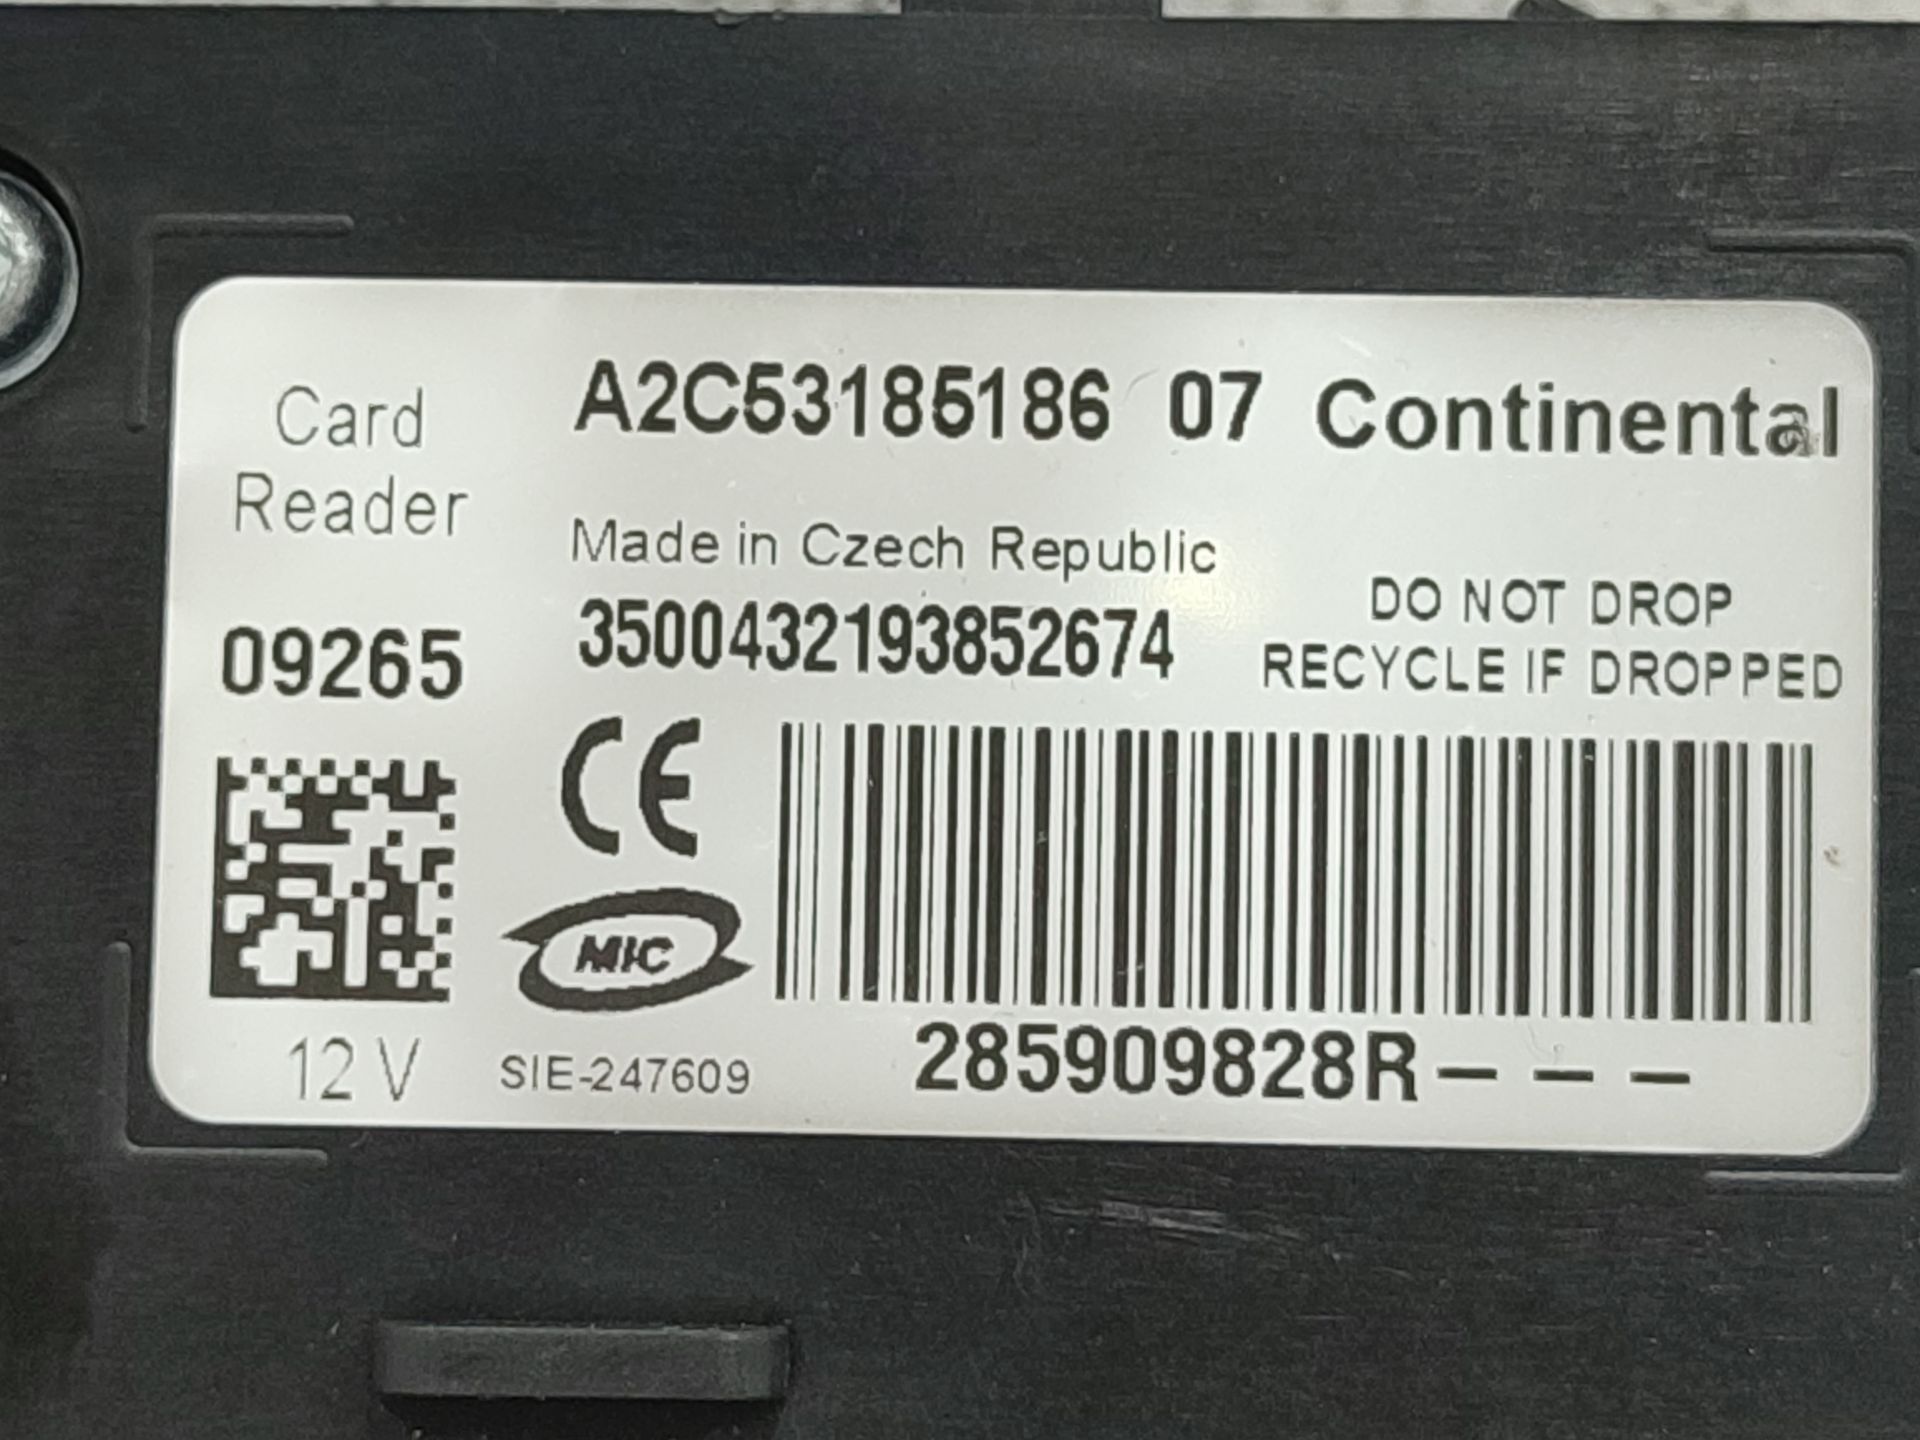 Card
Reader
A2C53185186 07 Continental
Made in Czech Republic
09265
3500432193852674
DO NOT DROP
RECYCLE IF DROPPED
CE
MIC
12 V
SIE-247609
285909828R---